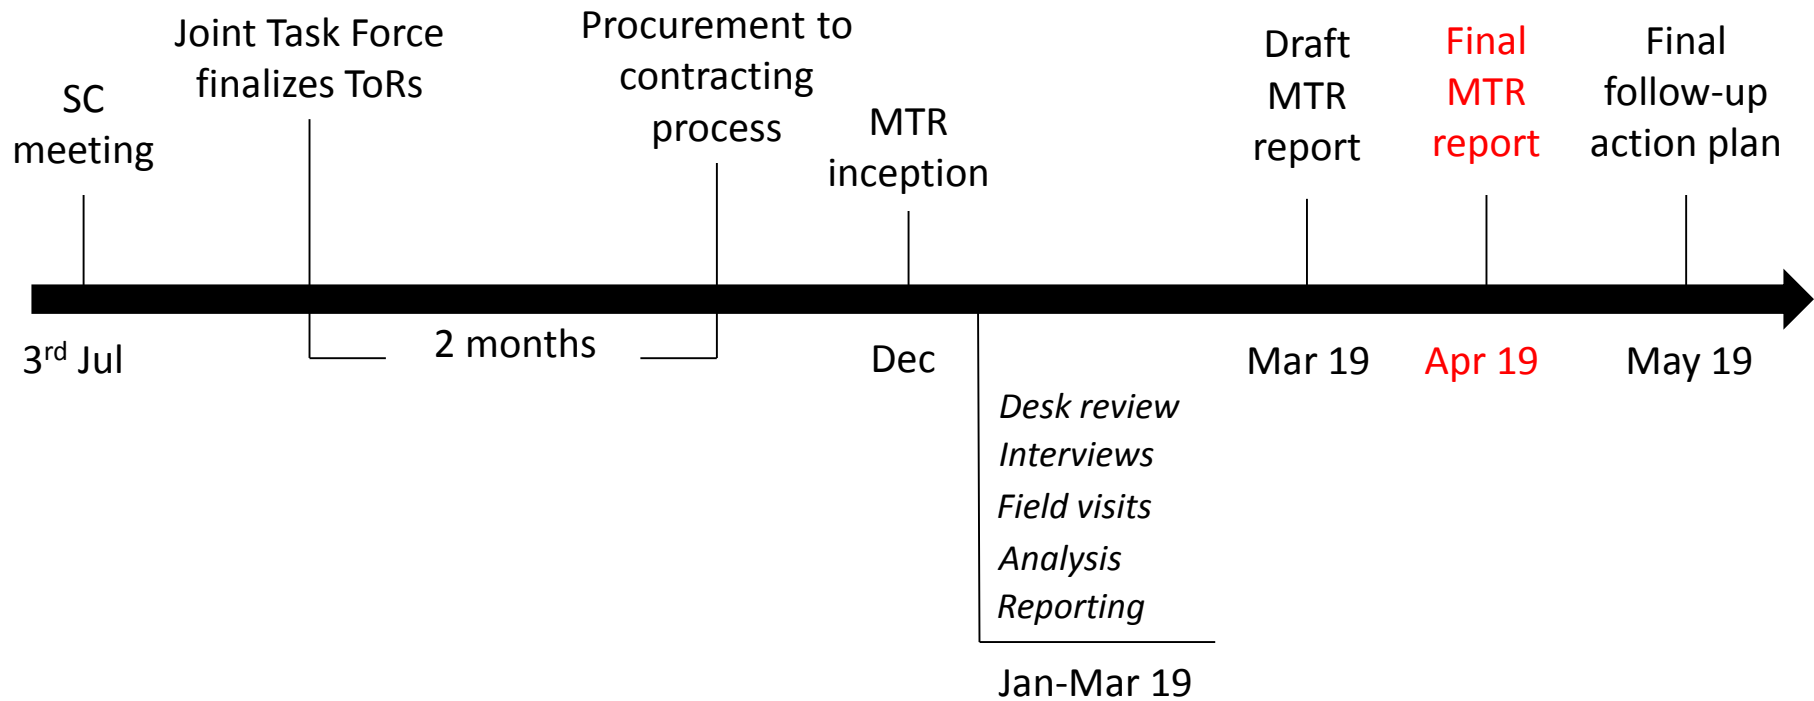 SC
meeting
Joint Task Force
finalizes ToRs
Procurement to
contracting
process
MTR
inception
Draft
MTR
report
Final
MTR
report
Final
follow-up
action plan
3rd Jul
2 months
Dec
Mar 19
Apr 19
May 19
Desk review
Interviews
Field visits
Analysis
Reporting
Jan-Mar 19